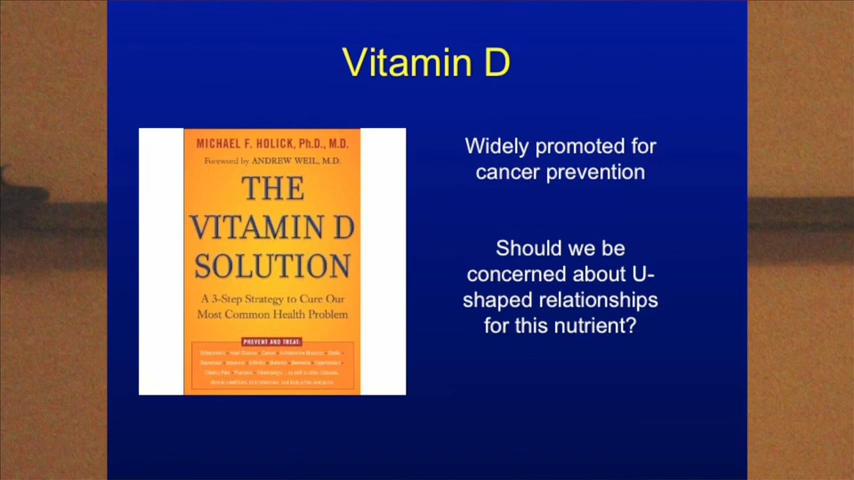 Vitamin D
MICHAEL F. HOLICK, Ph.D., M.D.
Foreword by ANDREW WEIL, M.D.
THE
VITAMIN D
SOLUTION
A 3-Step Strategy to Cure Our
Most Common Health Problem
PREVENT AND TREAT:
Widely promoted for
cancer prevention
Should we be
concerned about U-
shaped relationships
for this nutrient?